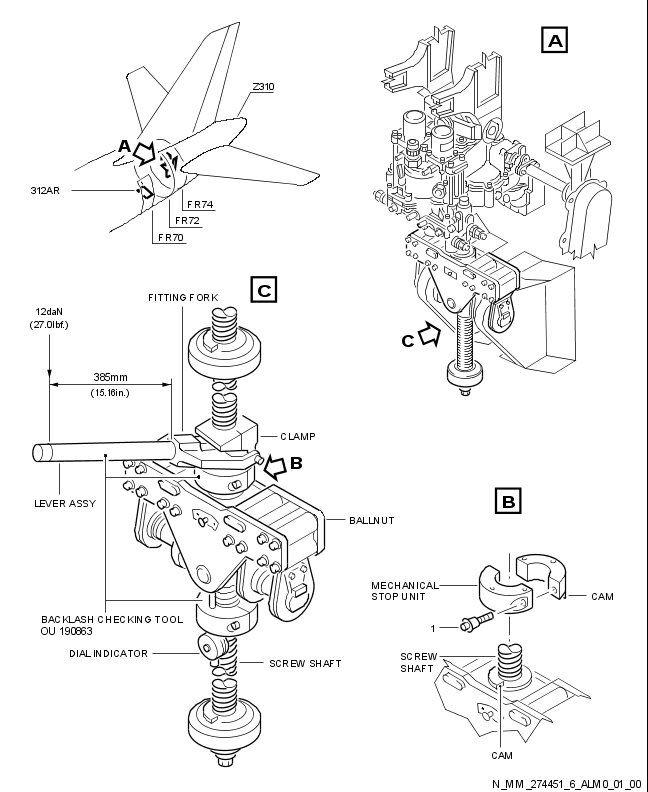 A
Z310
A
312AR
FR74
FR72
FR70
C
C
FITTING FORK
12daN
(27.0lbf.)
385mm
(15.16in.)
CLAMP
B
LEVER ASSY
BALLNUT
B
MECHANICAL
STOP UNIT
CAM
1
BACKLASH CHECKING TOOL
OU 190863
DIAL INDICATOR
SCREW SHAFT
SCREW
SHAFT
CAM
N_MM_274451_6_ALM0_01_00